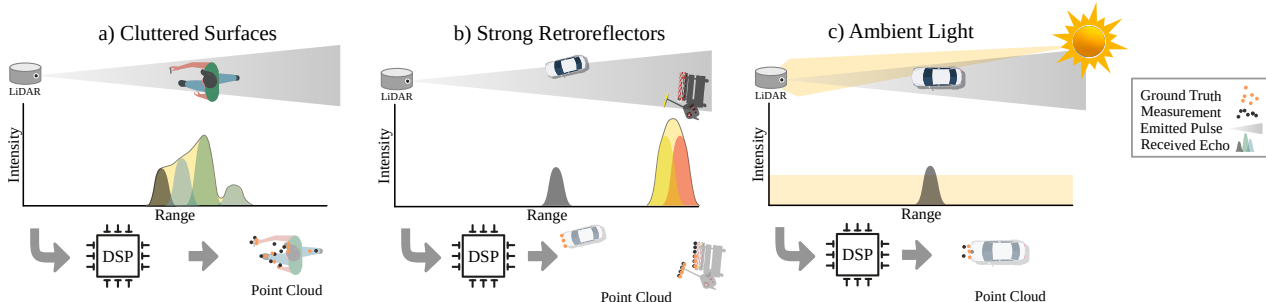 a) Cluttered Surfaces
LiDAR
Intensity
Range
DSP
Point Cloud
b) Strong Retroreflectors
LiDAR
Intensity
Range
DSP
Point Cloud
c) Ambient Light
LiDAR
Intensity
Range
DSP
Point Cloud
Ground Truth
Measurement
Emitted Pulse
Received Echo